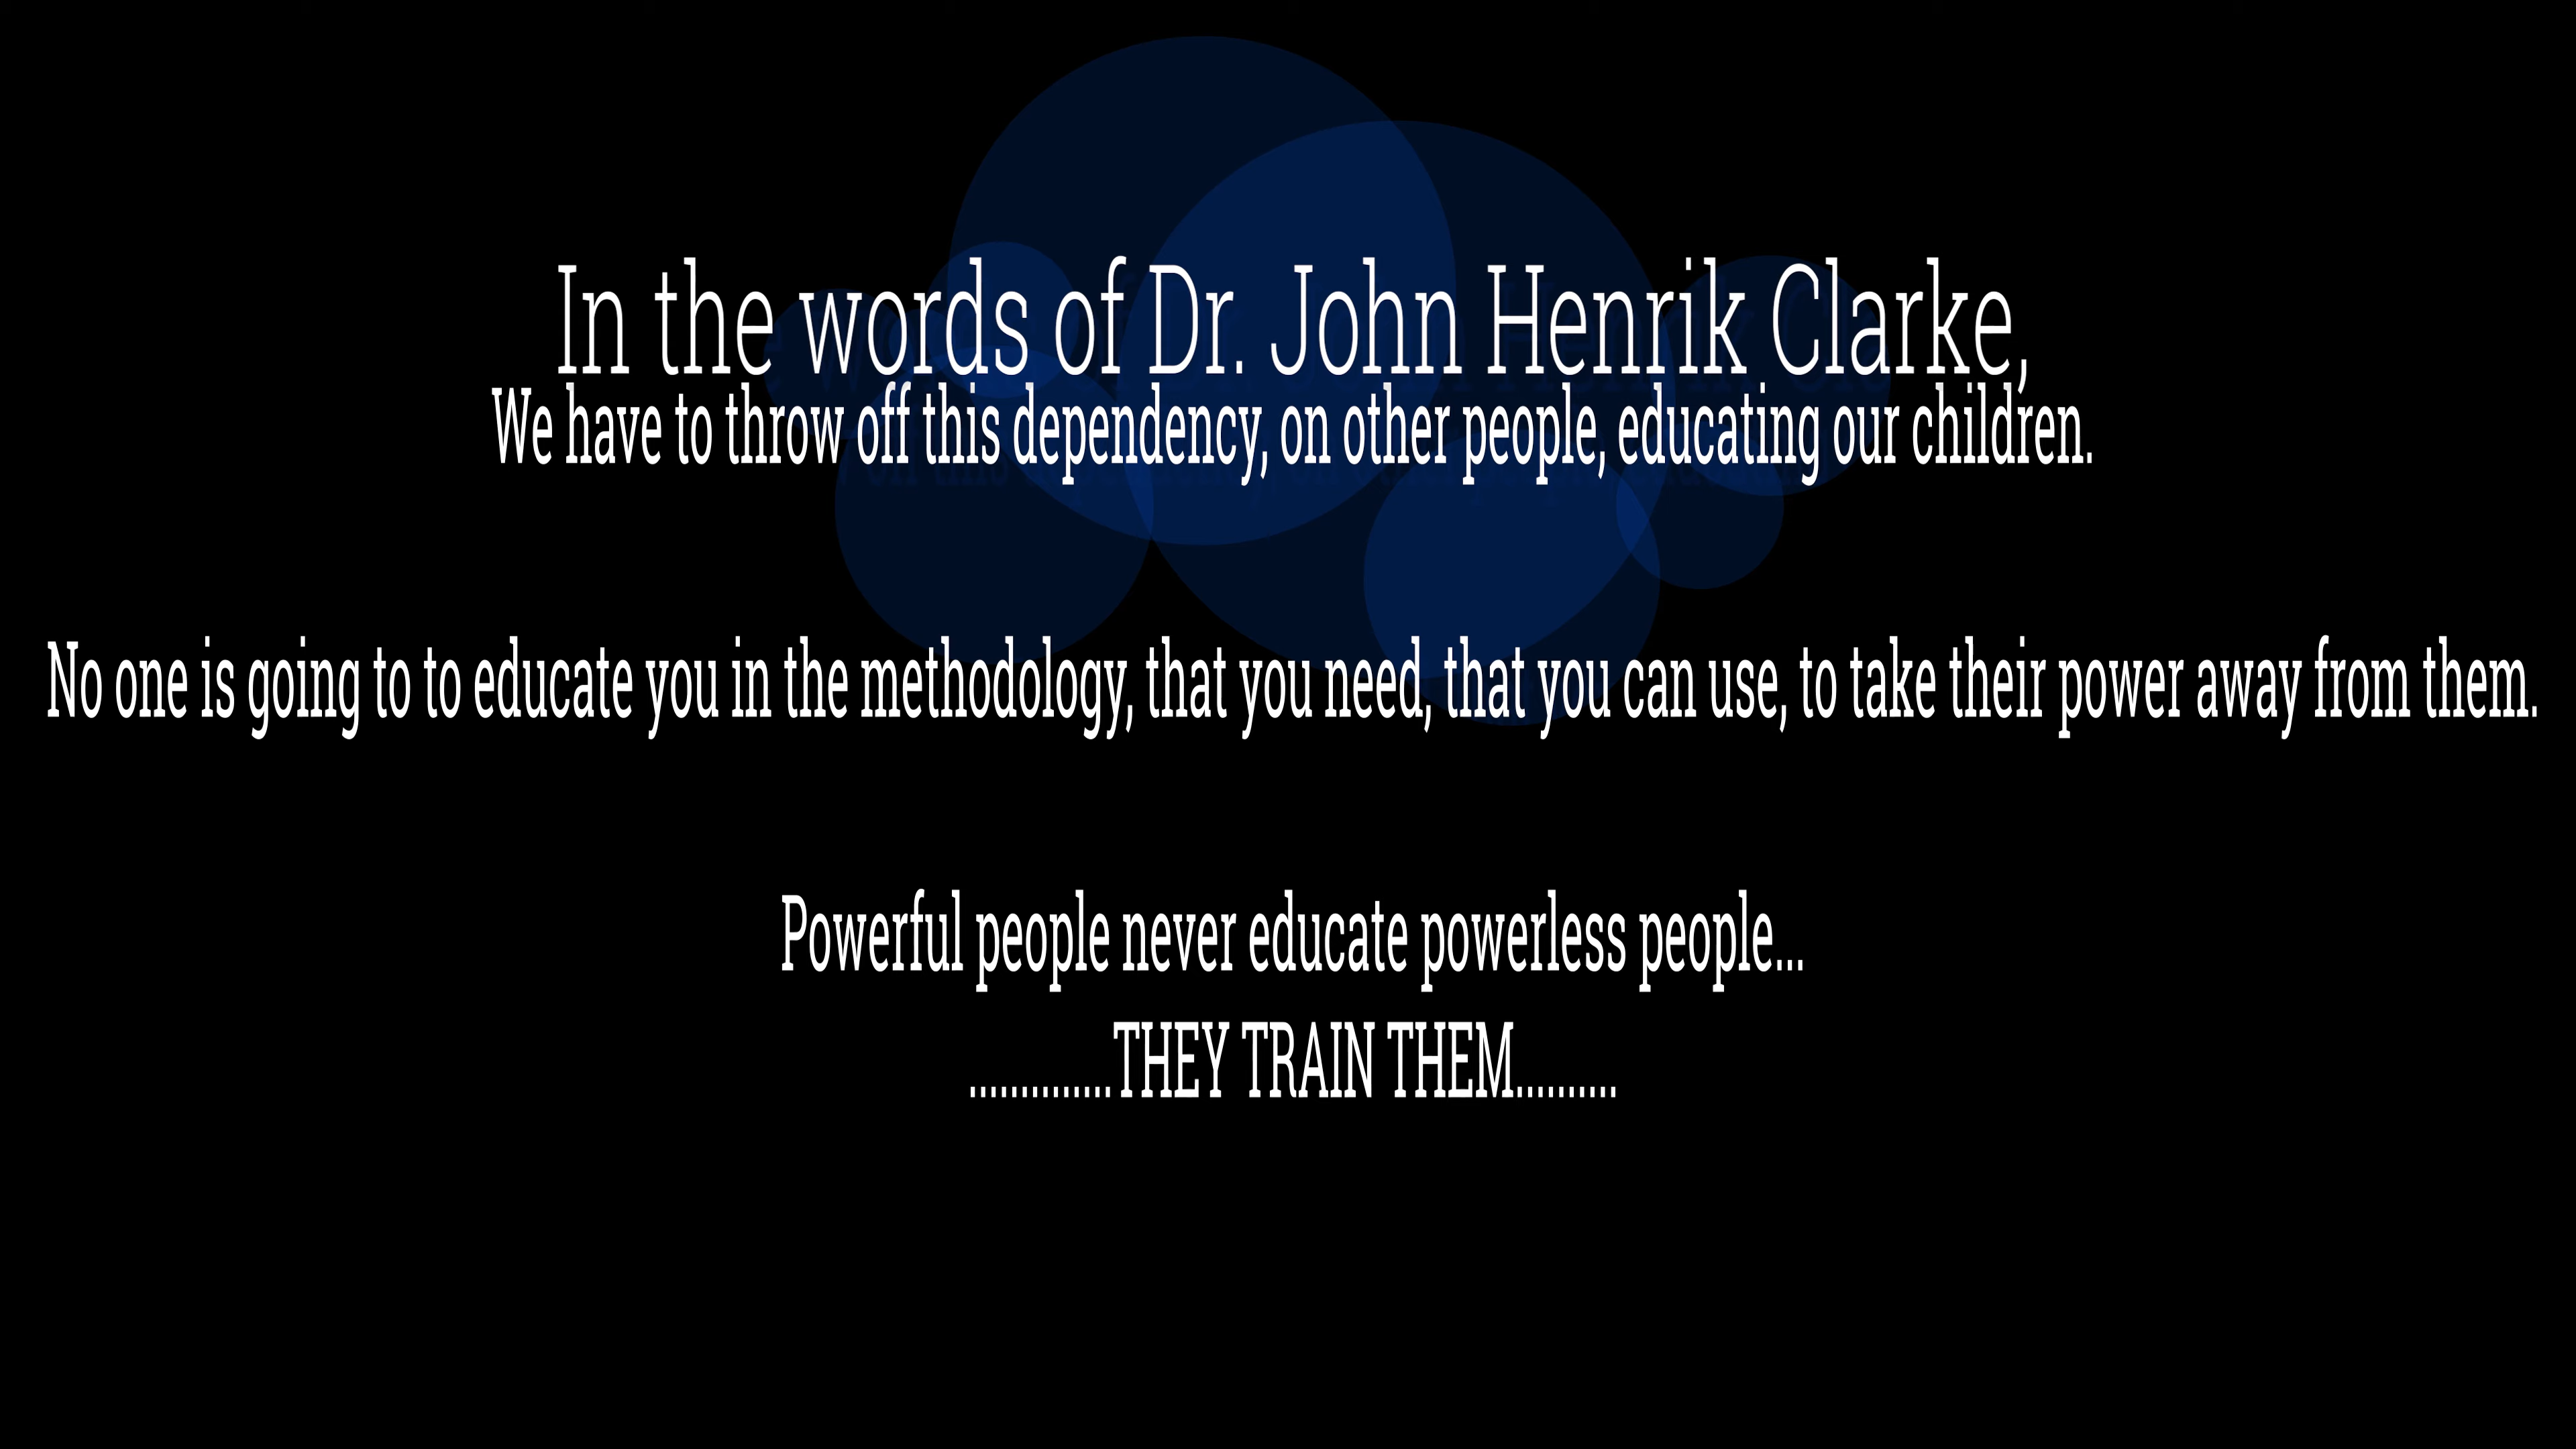 In the words of Dr. John Henrik Clarke,
We have to throw off this dependency, on other people, educating our children.
No one is going to to educate you in the methodology, that you need, that you can use, to take their power away from them.
Powerful people never educate powerless people...
..............THEY TRAIN THEM..........